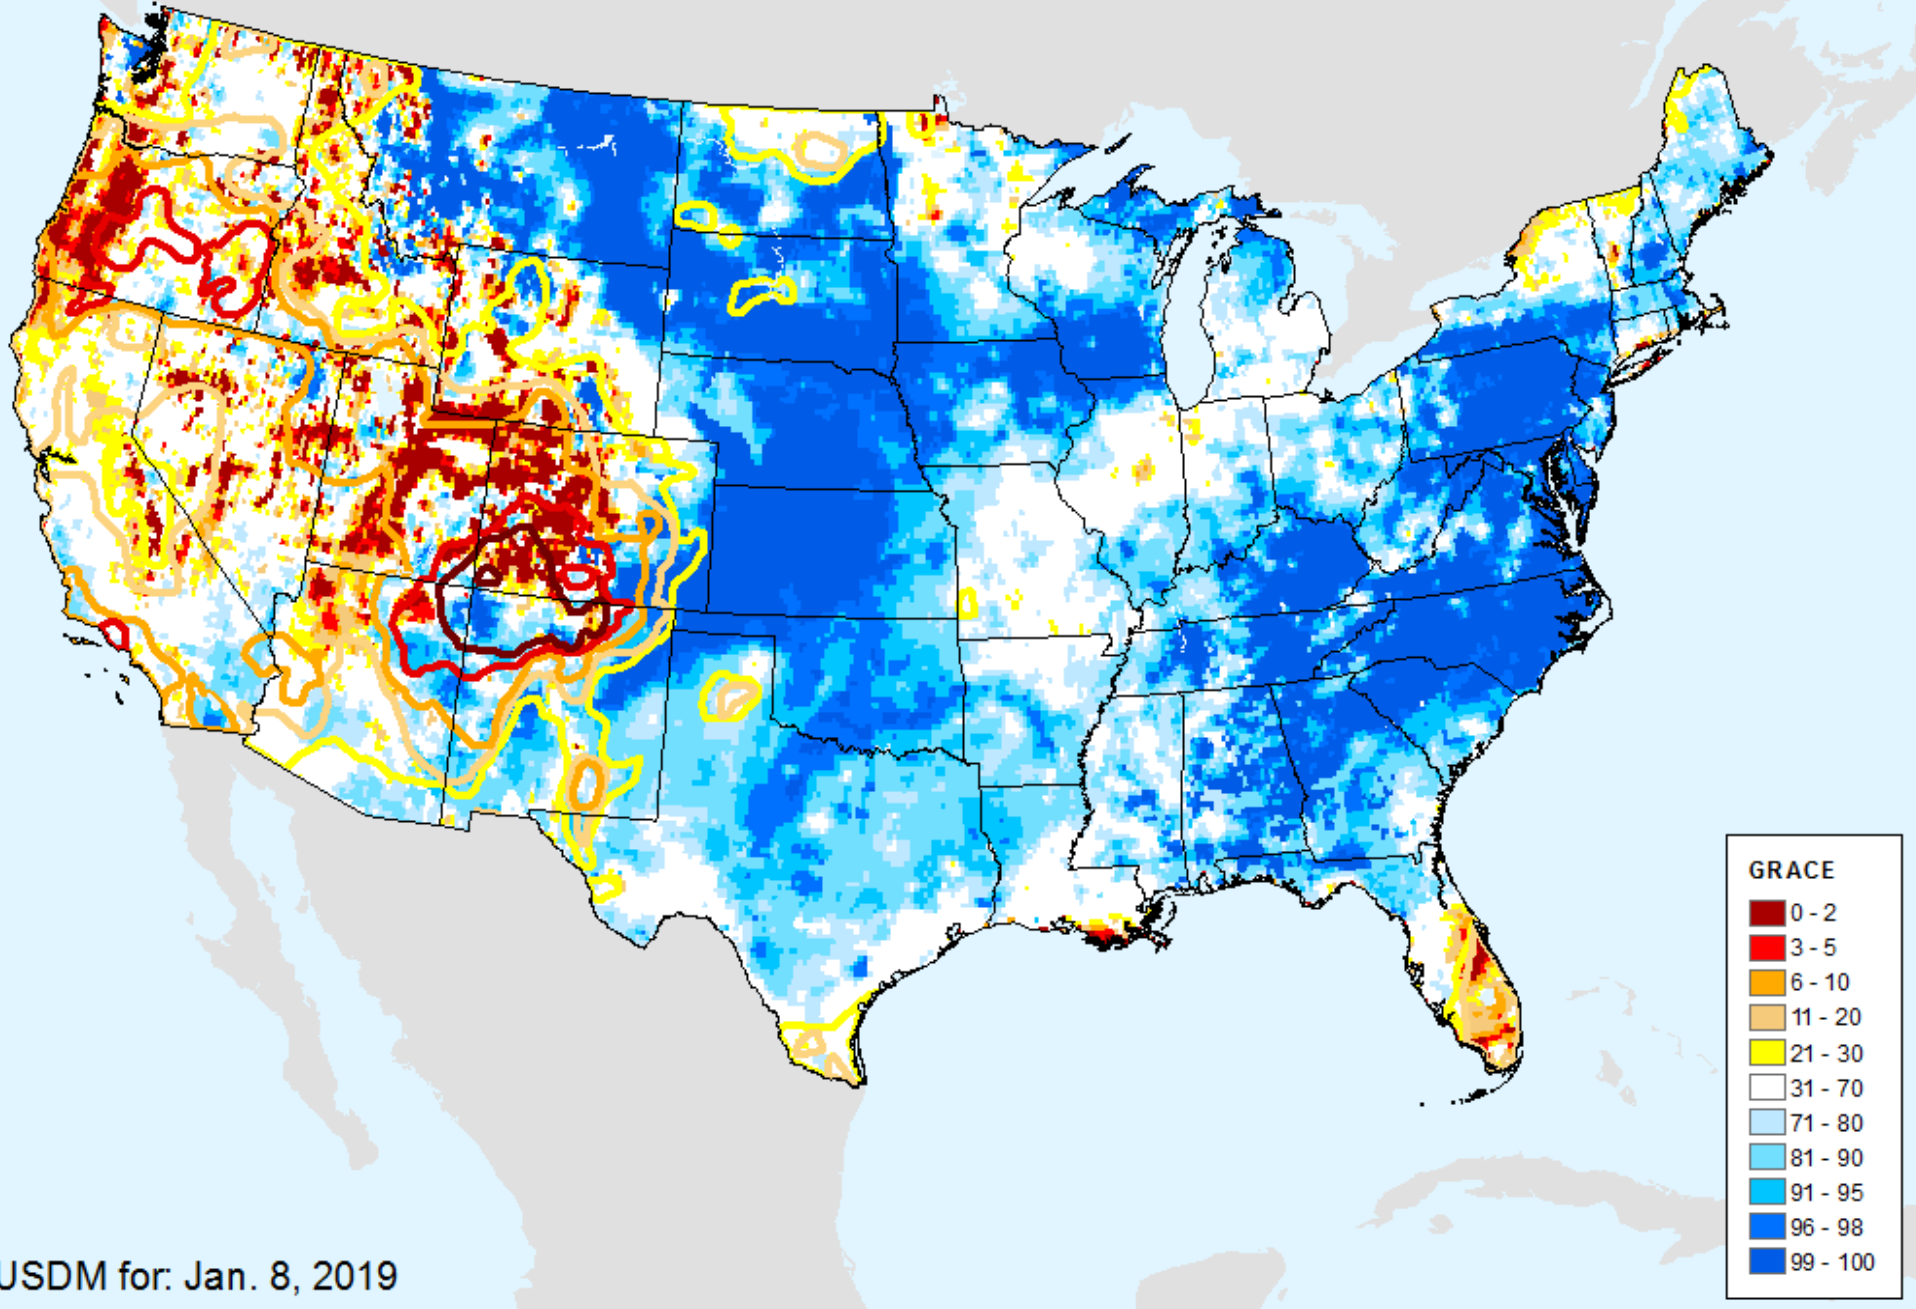 GRACE
0 - 2
3 - 5
6 - 10
11 - 20
21 - 30
31 - 70
71 - 80
81 - 90
91 - 95
96 - 98
99 - 100
USDM for: Jan. 8, 2019